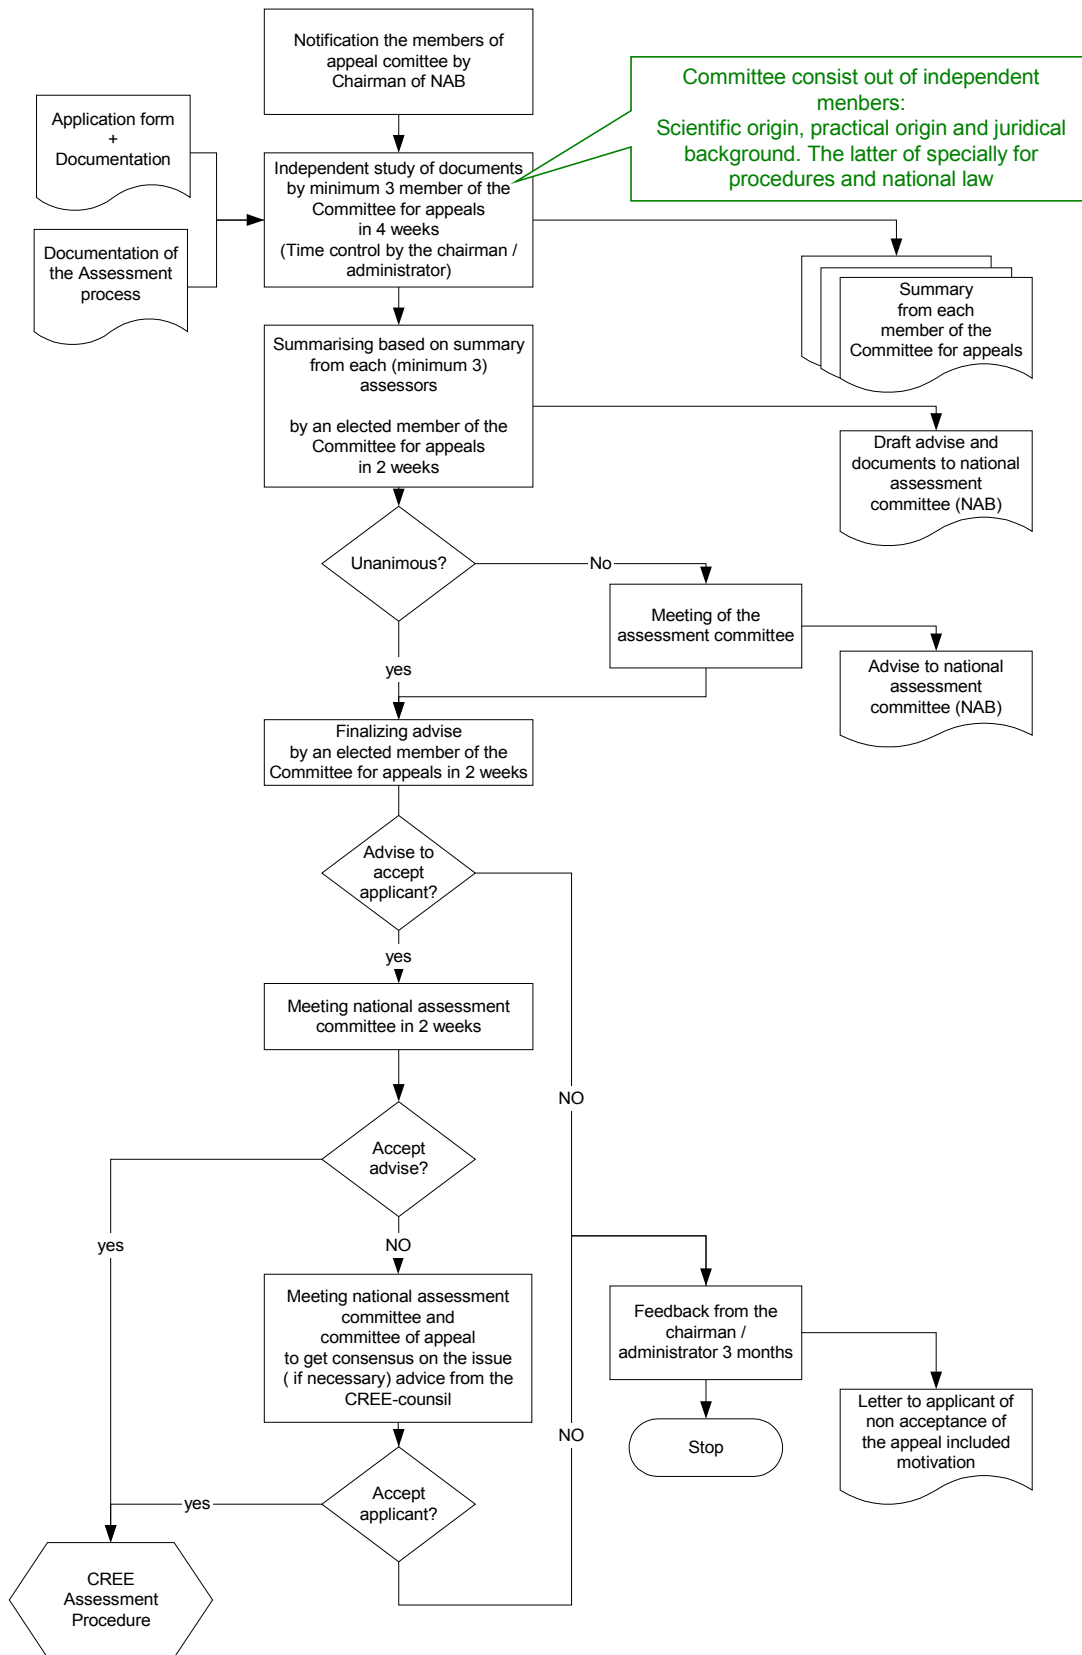 Notification the members of
appeal comittee by
Chairman of NAB
Committee consist out of independent
menbers:
Scientific origin, practical origin and juridical
background. The latter of specially for
procedures and national law
Application form
+
Documentation
Independent study of documents
by minimum 3 member of the
Committee for appeals
in 4 weeks
(Time control by the chairman /
administrator)
Documentation of
the Assessment
process
Summary
from each
member of the
Committee for appeals
Summarising based on summary
from each (minimum 3)
assessors
by an elected member of the
Committee for appeals
in 2 weeks
Draft advise and
documents to national
assessment
committee (NAB)
Unanimous?
No
Meeting of the
assessment committee
yes
Advise to national
assessment
committee (NAB)
Finalizing advise
by an elected member of the
Committee for appeals in 2 weeks
Advise to
accept
applicant?
yes
Meeting national assessment
committee in 2 weeks
NO
Accept
advise?
yes
NO
Meeting national assessment
committee and
committee of appeal
to get consensus on the issue
( if necessary) advice from the
CREE-counsil
Feedback from the
chairman /
administrator 3 months
NO
Stop
Letter to applicant of
non acceptance of
the appeal included
motivation
Accept
applicant?
yes
CREE
Assessment
Procedure